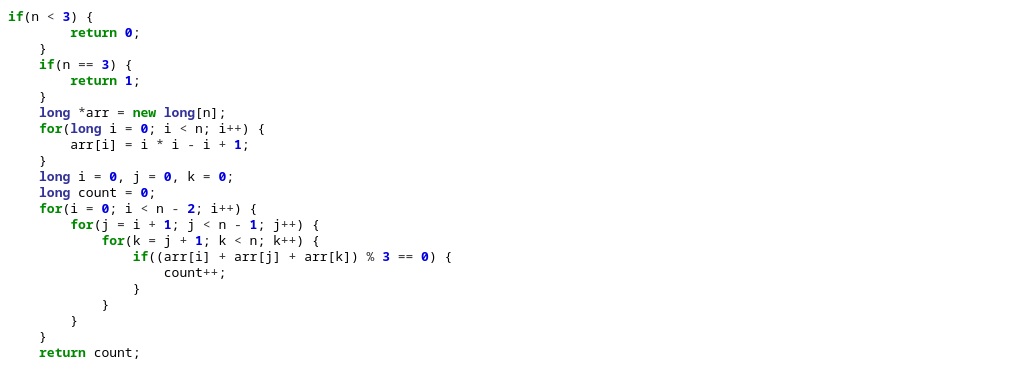 if(n < 3) {
        return 0;
    }
    if(n == 3) {
        return 1;
    }
    long *arr = new long[n];
    for(long i = 0; i < n; i++) {
        arr[i] = i * i - i + 1;
    }
    long i = 0, j = 0, k = 0;
    long count = 0;
    for(i = 0; i < n - 2; i++) {
        for(j = i + 1; j < n - 1; j++) {
            for(k = j + 1; k < n; k++) {
                if((arr[i] + arr[j] + arr[k]) % 3 == 0) {
                    count++;
                }
            }
        }
    }
    return count;